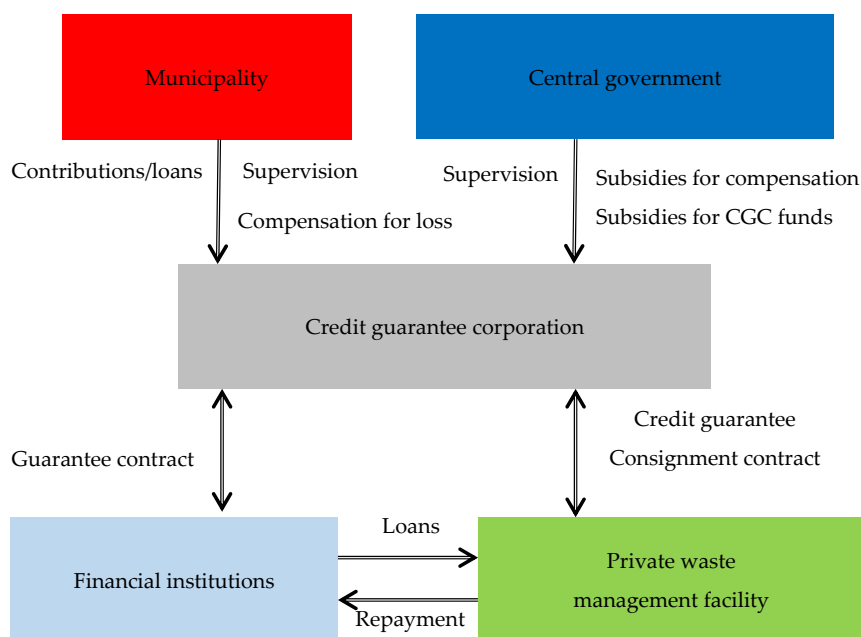 Municipality
Central government
Contributions/loans
Supervision
Compensation for loss
Supervision
Subsidies for compensation
Subsidies for CGC funds
Credit guarantee corporation
Guarantee contract
Credit guarantee
Consignment contract
Financial institutions
Loans
Repayment
Private waste
management facility